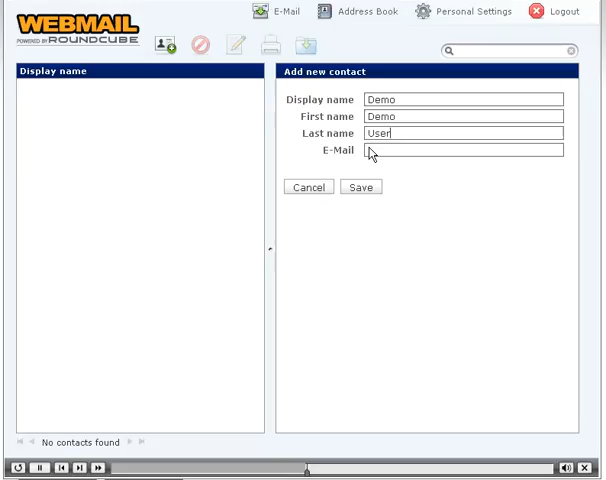 WEBMAIL
POWERED BY ROUNDCUBE
E-Mail Address Book Personal Settings Logout
Display name
Add new contact
Display name Demo
First name Demo
Last name User
E-Mail
Cancel Save
No contacts found